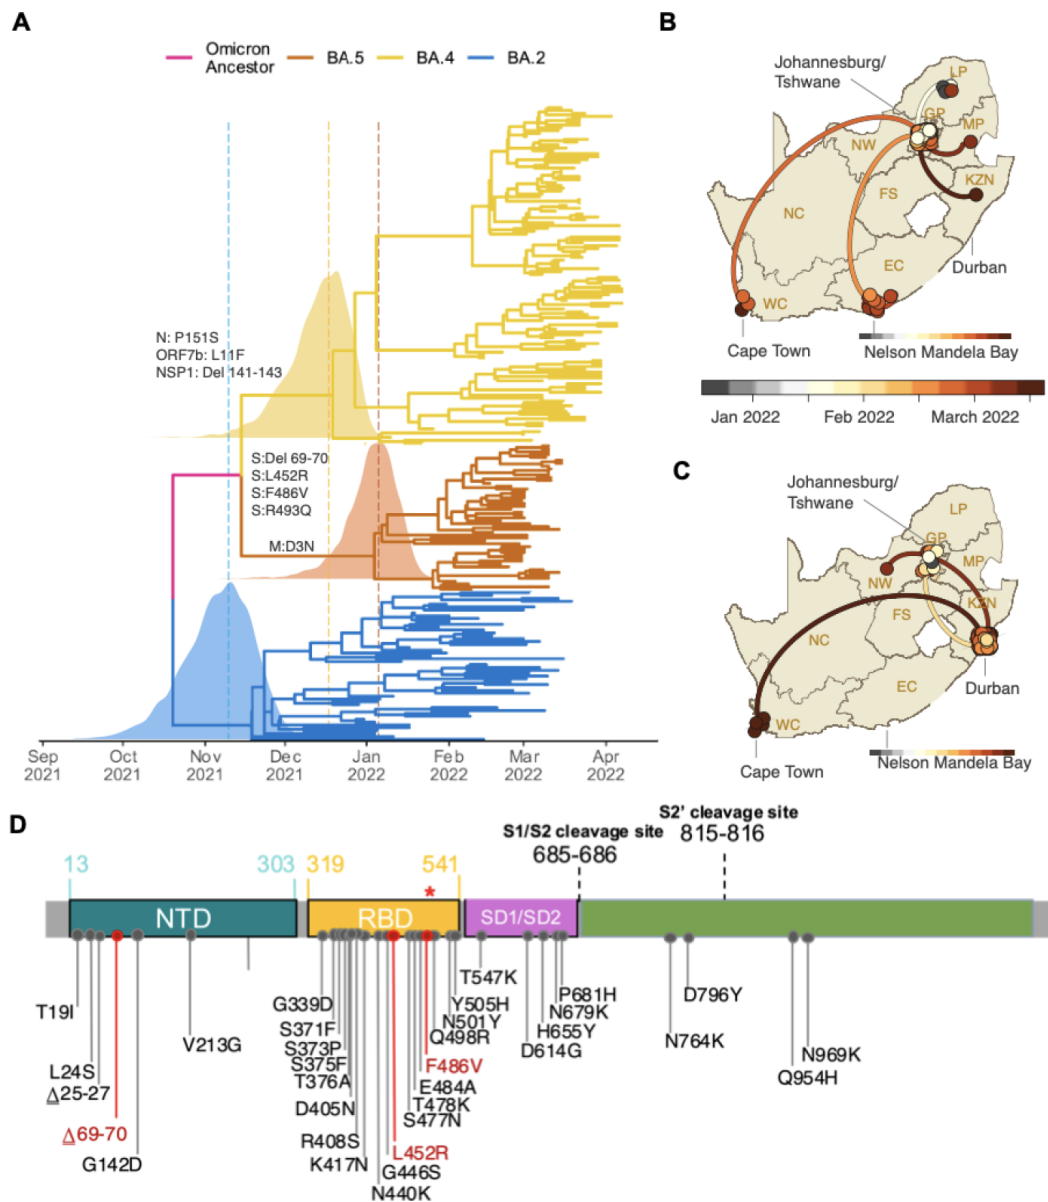 A
Omicron Ancestor
BA.5
BA.4
BA.2
N: P151S
ORF7b: L11F
NSP1: Del 141-143
S:Del 69-70
S:L452R
S:F486V
S:R493Q
M:D3N
Sep 2021
Oct 2021
Nov 2021
Dec 2021
Jan 2022
Feb 2022
Mar 2022
Apr 2022
B
Johannesburg/
Tshwane
LP
GP
MP
NW
KZN
FS
NC
EC
WC
Durban
Cape Town
Nelson Mandela Bay
Jan 2022
Feb 2022
March 2022
C
Johannesburg/
Tshwane
LP
GP
MP
NW
KZN
FS
NC
EC
WC
Durban
Cape Town
Nelson Mandela Bay
D
S1/S2 cleavage site
685-686
S2' cleavage site
815-816
13
303
319
541
*
NTD
RBD
SD1/SD2
T19I
L24S
Δ25-27
Δ69-70
G142D
V213G
G339D
S371F
S373P
S375F
T376A
D405N
R408S
K417N
N440K
G446S
L452R
S477N
T478K
E484A
F486V
Q498R
N501Y
Y505H
T547K
D614G
H655Y
N679K
P681H
N764K
D796Y
Q954H
N969K